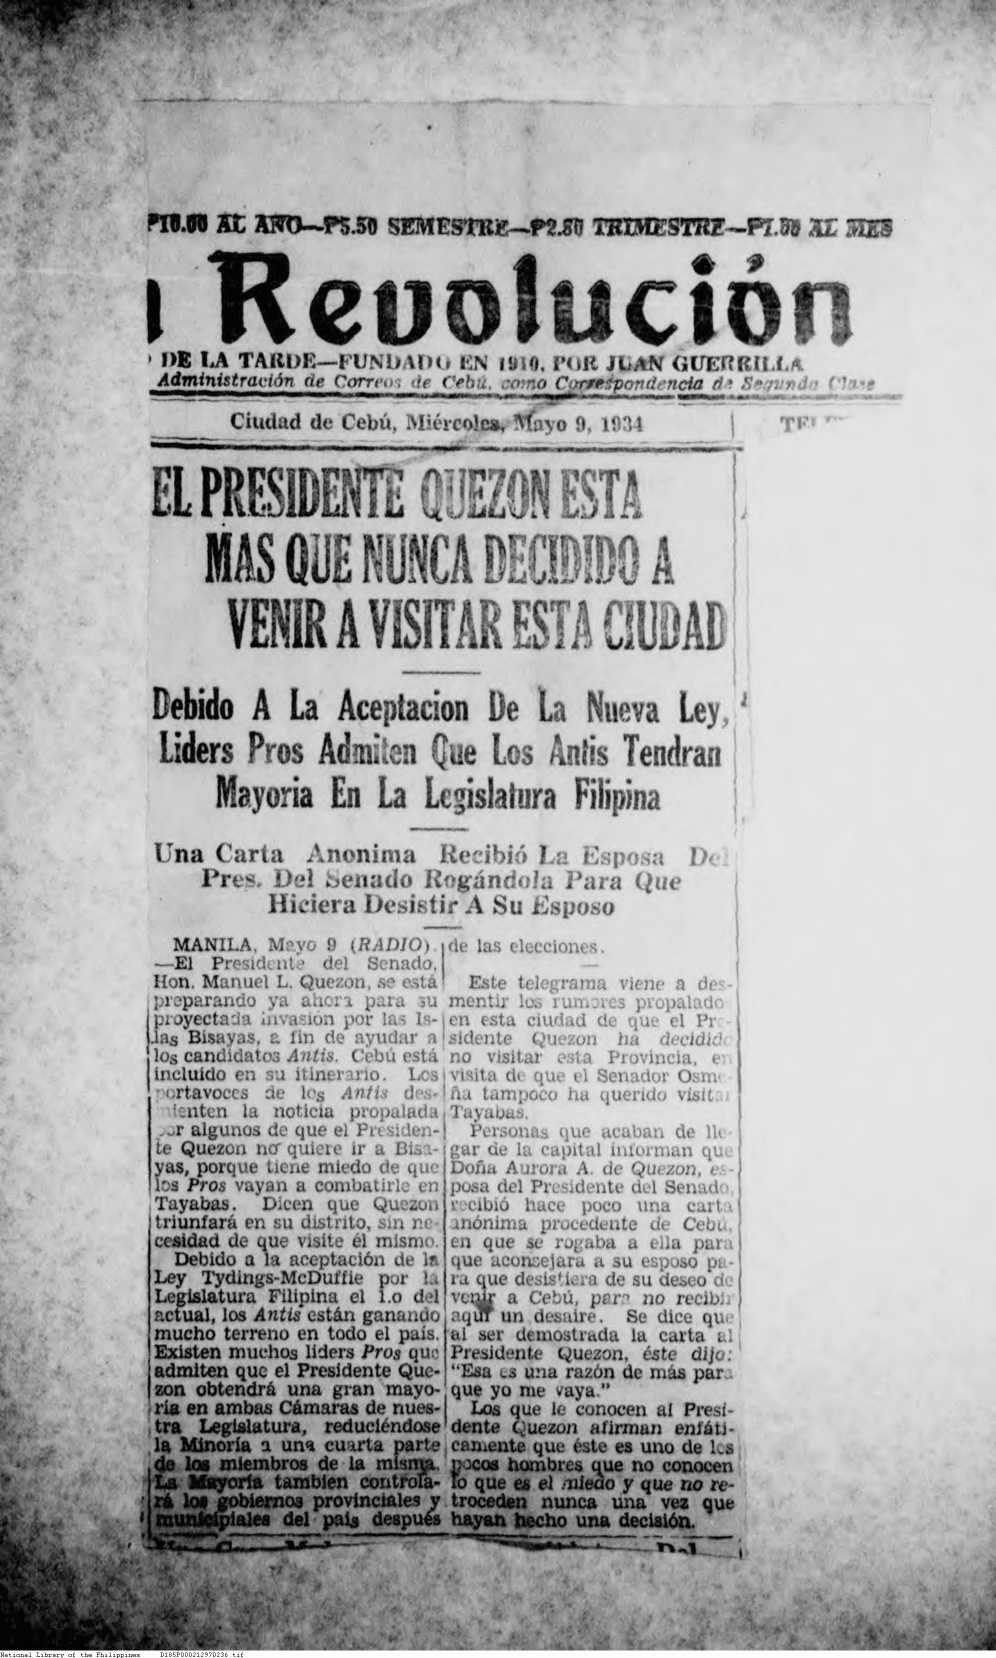 ₱10.00 AL AÑO—₱5.50 SEMESTRE—₱2.80 TRIMESTRE—₱1.00 AL MES
Revolución
DE LA TARDE—FUNDADO EN 1910, POR JUAN GUERRILLA
Administración de Correos de Cebú, como Correspondencia de Segunda Clase
Ciudad de Cebú, Miércoles, Mayo 9, 1934
EL PRESIDENTE QUEZON ESTA
MAS QUE NUNCA DECIDIDO A
VENIR A VISITAR ESTA CIUDAD
Debido A La Aceptacion De La Nueva Ley,
Liders Pros Admiten Que Los Antis Tendran
Mayoria En La Legislatura Filipina
Una Carta Anonima Recibió La Esposa Del
Pres. Del Senado Rogándola Para Que
Hiciera Desistir A Su Esposo
MANILA, Mayo 9 (RADIO).
—El Presidente del Senado,
Hon. Manuel L. Quezon, se está
preparando ya ahora para su
proyectada invasión por las Is-
las Bisayas, a fin de ayudar a
los candidatos Antis. Cebú está
incluido en su itinerario. Los
portavoces de los Antis des-
mienten la noticia propalada
por algunos de que el Presiden-
te Quezon no quiere ir a Bisa-
yas, porque tiene miedo de que
los Pros vayan a combatirle en
Tayabas. Dicen que Quezon
triunfará en su distrito, sin ne-
cesidad de que visite él mismo.
Debido a la aceptación de la
Ley Tydings-McDuffie por la
Legislatura Filipina el 1.o del
actual, los Antis están ganando
mucho terreno en todo el país.
Existen muchos liders Pros que
admiten que el Presidente Que-
zon obtendrá una gran mayo-
ría en ambas Cámaras de nues-
tra Legislatura, reduciéndose
la Minoría a una cuarta parte
de los miembros de la misma.
La Mayoría tambien controla-
rá los gobiernos provinciales y
municipiales del país después
de las elecciones.
Este telegrama viene a des-
mentir los rumores propalado
en esta ciudad de que el Pre-
sidente Quezon ha decidido
no visitar esta Provincia, en
visita de que el Senador Osme-
ña tampoco ha querido visitar
Tayabas.
Personas que acaban de lle-
gar de la capital informan que
Doña Aurora A. de Quezon, es-
posa del Presidente del Senado,
recibió hace poco una carta
anónima procedente de Cebú,
en que se rogaba a ella para
que aconsejara a su esposo pa-
ra que desistiera de su deseo de
venir a Cebú, para no recibir
aquí un desaire. Se dice que
al ser demostrada la carta al
Presidente Quezon, éste dijo:
"Esa es una razón de más para
que yo me vaya."
Los que le conocen al Presi-
dente Quezon afirman enfáti-
camente que éste es uno de los
pocos hombres que no conocen
lo que es el miedo y que no re-
troceden nunca una vez que
hayan hecho una decisión.
National Library of the Philippines D185P000212970236.tif